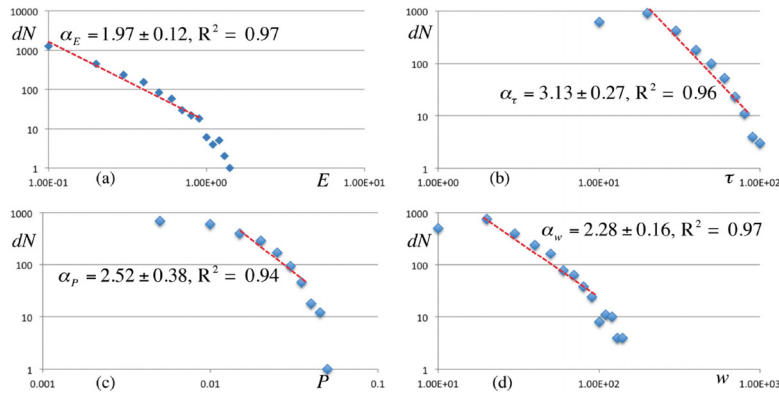 10000
dN
α_E = 1.97 ± 0.12, R² = 0.97
1000
100
10
1
1.00E-01
(a)
1.00E+00
E
1.00E+01
1000
dN
100
α_τ = 3.13 ± 0.27, R² = 0.96
10
1
1.00E+00
(b)
1.00E+01
τ
1.00E+02
1000
dN
100
α_P = 2.52 ± 0.38, R² = 0.94
10
1
0.001
(c)
0.01
P
0.1
1000
dN
α_w = 2.28 ± 0.16, R² = 0.97
100
10
1
1.00E+01
(d)
1.00E+02
w
1.00E+03